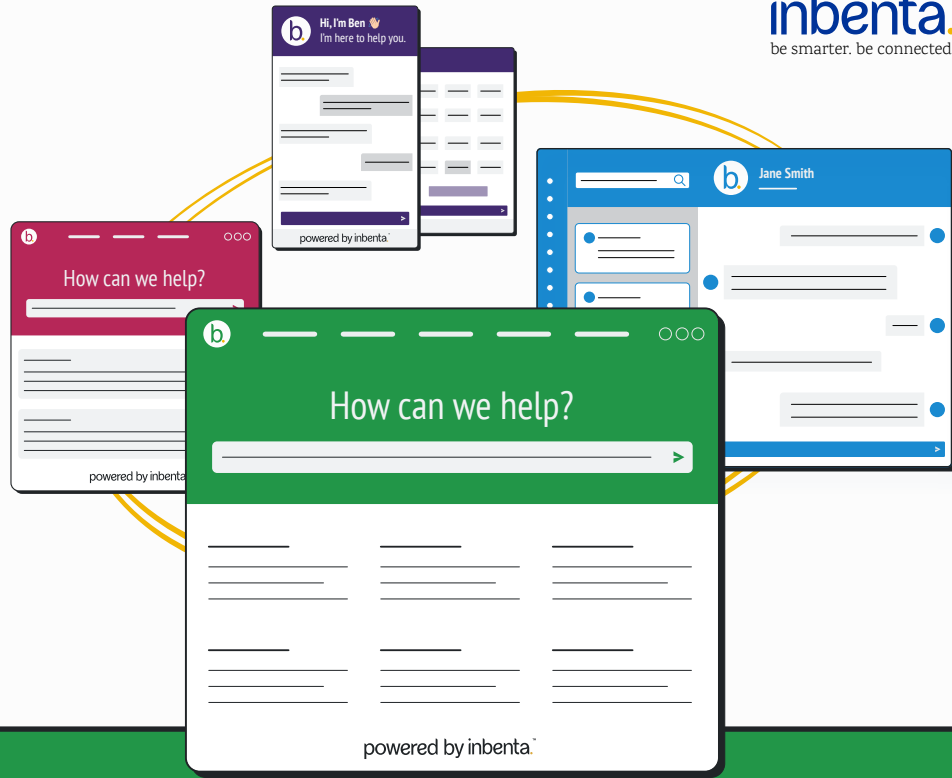 inbenta.
be smarter. be connected
b.
Hi, I'm Ben 👋
I'm here to help you.
powered by inbenta.
b.
Jane Smith
b.
How can we help?
powered by inbenta
b.
How can we help?
powered by inbenta.™